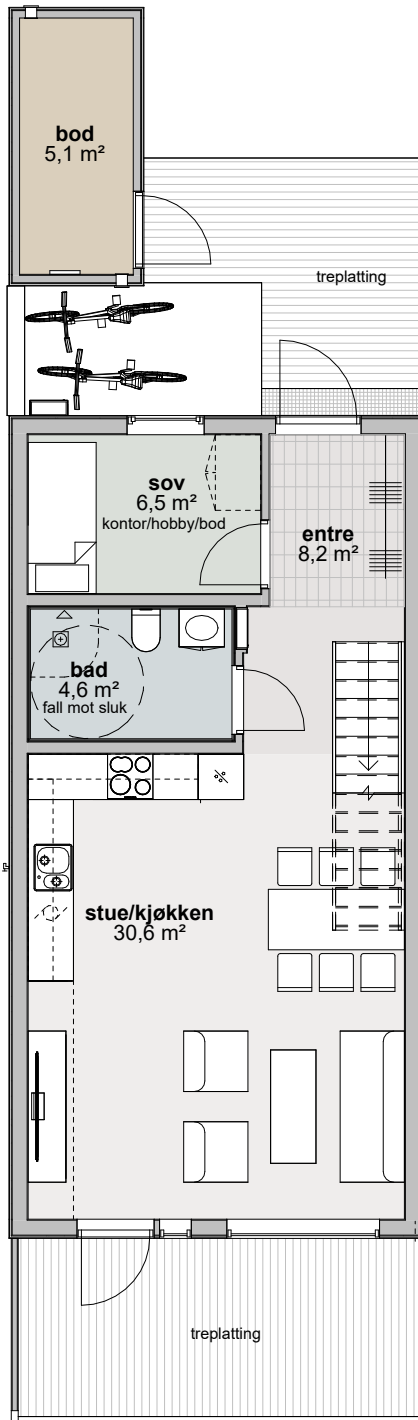 bod
5,1 m²
treplatting
sov
6,5 m²
kontor/hobby/bod
entre
8,2 m²
bad
4,6 m²
fall mot sluk
stue/kjøkken
30,6 m²
treplatting